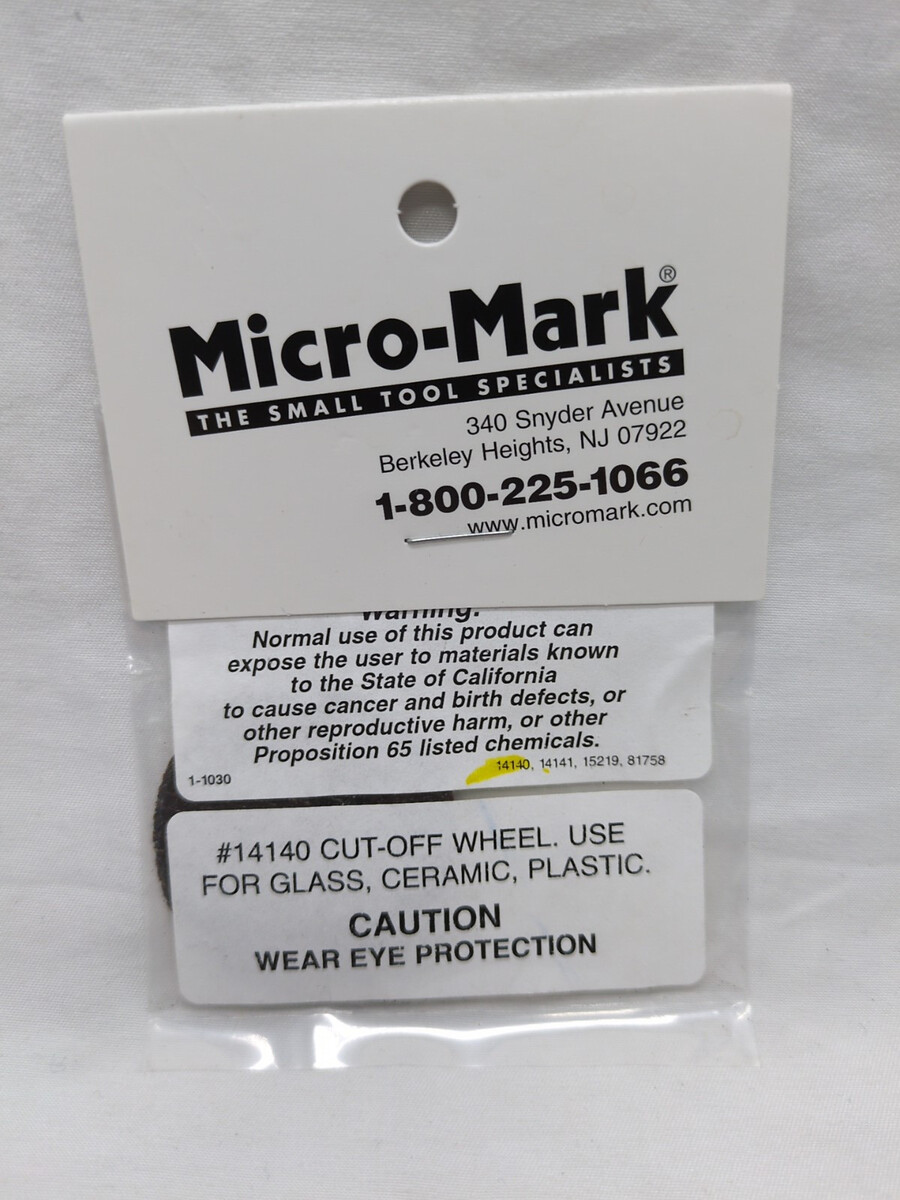 Micro-Mark®
THE SMALL TOOL SPECIALISTS
340 Snyder Avenue
Berkeley Heights, NJ 07922
1-800-225-1066
www.micromark.com
Warning:
Normal use of this product can
expose the user to materials known
to the State of California
to cause cancer and birth defects, or
other reproductive harm, or other
Proposition 65 listed chemicals.
14140, 14141, 15219, 81758
1-1030
#14140 CUT-OFF WHEEL. USE
FOR GLASS, CERAMIC, PLASTIC.
CAUTION
WEAR EYE PROTECTION